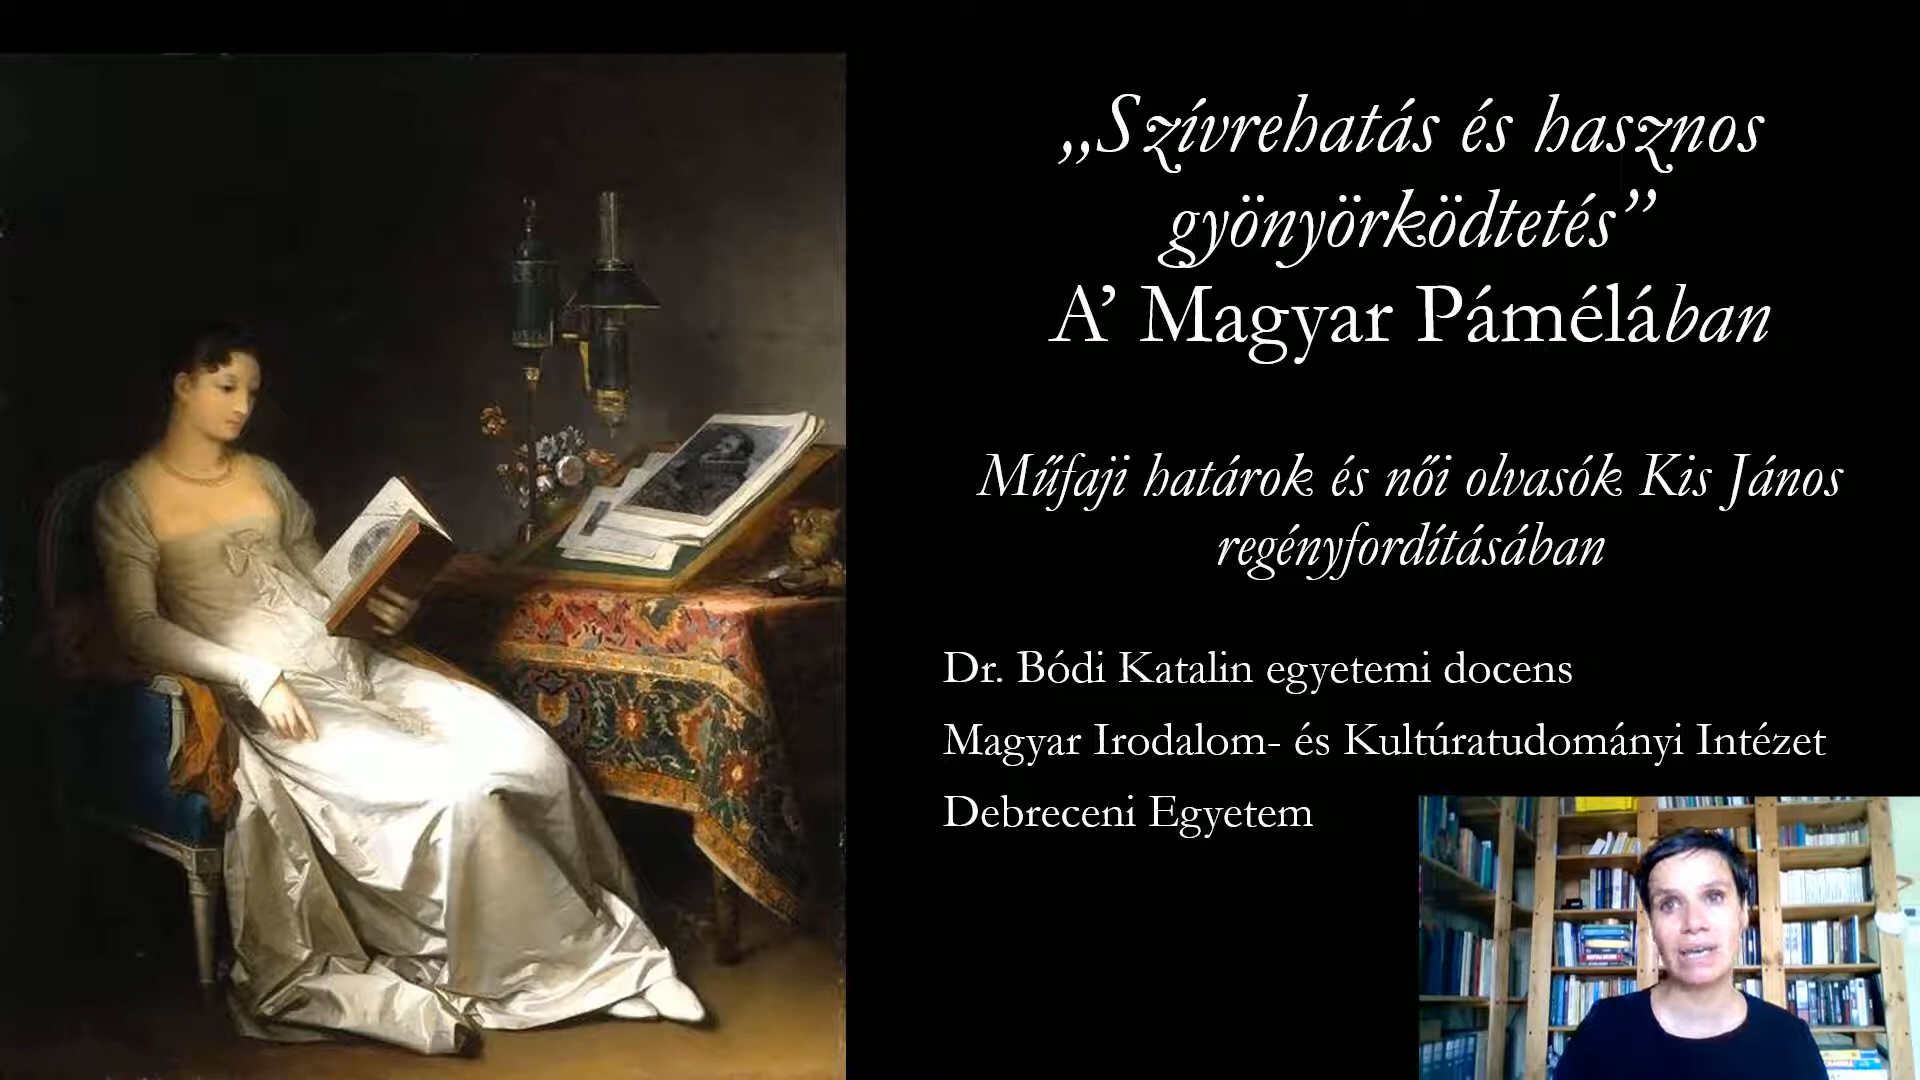 „Szívrehatás és hasznos
gyönyörködtetés”
A’ Magyar Pámélában
Műfaji határok és női olvasók Kis János
regényfordításában
Dr. Bódi Katalin egyetemi docens
Magyar Irodalom- és Kultúratudományi Intézet
Debreceni Egyetem